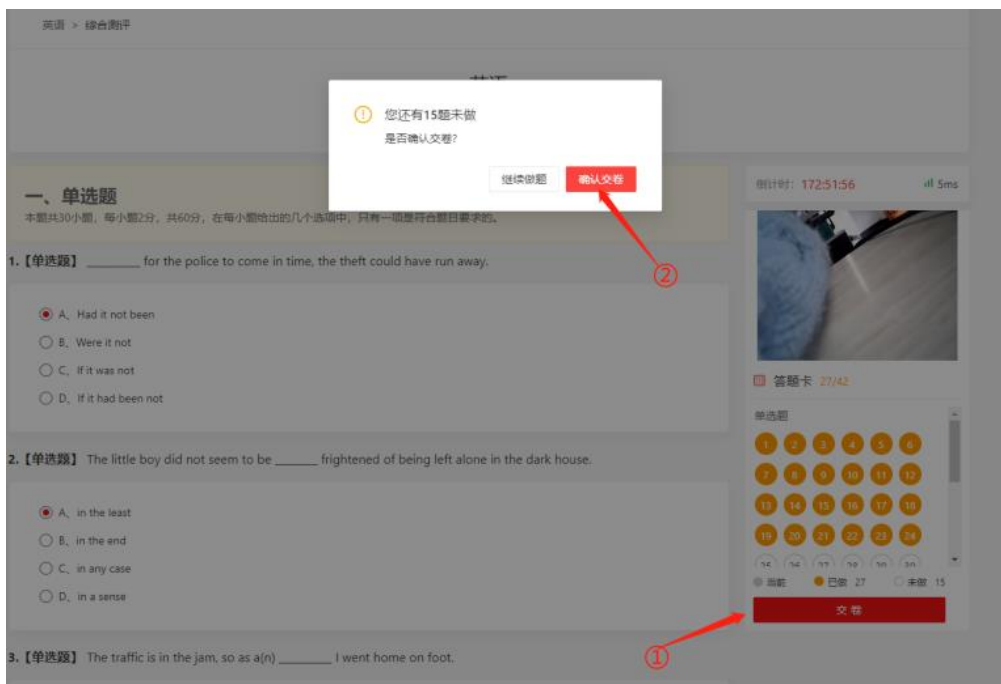 英语 > 综合测评
英语
您还有15题未做
是否确认交卷?
继续做题 确认交卷
倒计时: 172:51:56 5ms
一、单选题
本题共30小题，每小题2分，共60分，在每小题给出的几个选项中，只有一项是符合题目要求的。
②
1.【单选题】 ________ for the police to come in time, the theft could have run away.
A、Had it not been
B、Were it not
C、If it was not
D、If it had been not
答题卡 27/42
单选题
1 2 3 4 5 6
7 8 9 10 11 12
13 14 15 16 17 18
19 20 21 22 23 24
25 26 27 28 29 30
当前 已做 27 未做 15
交卷
①
2.【单选题】 The little boy did not seem to be _______ frightened of being left alone in the dark house.
A、in the least
B、in the end
C、in any case
D、in a sense
3.【单选题】 The traffic is in the jam, so as a(n) ________ I went home on foot.